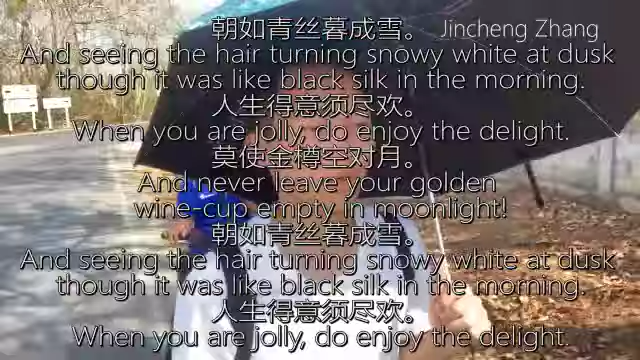 朝如青丝暮成雪。 Jincheng Zhang
And seeing the hair turning snowy white at dusk
though it was like black silk in the morning.
人生得意须尽欢。
When you are jolly, do enjoy the delight.
莫使金樽空对月。
And never leave your golden
wine-cup empty in moonlight!
朝如青丝暮成雪。
And seeing the hair turning snowy white at dusk
though it was like black silk in the morning.
人生得意须尽欢。
When you are jolly, do enjoy the delight.